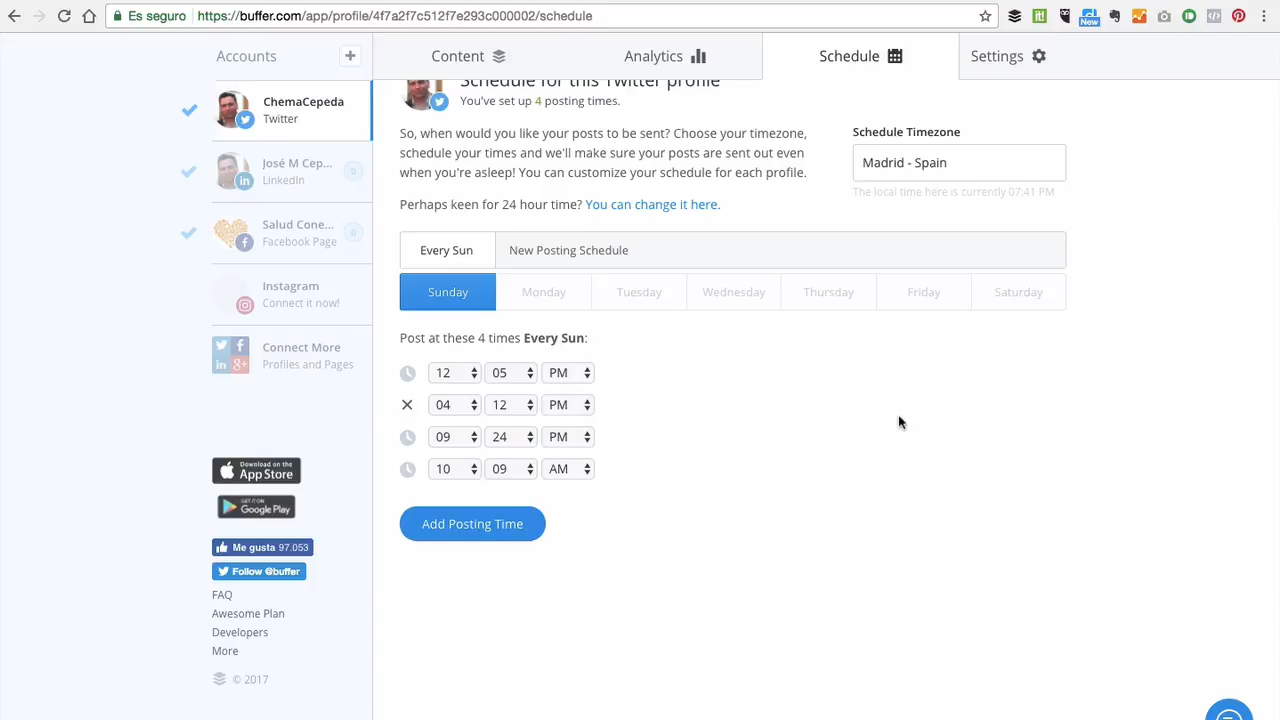 Es seguro
https://buffer.com/app/profile/4f7a2f7c512f7e293c000002/schedule
New
Accounts
+
Content
Analytics
Schedule
Settings
ChemaCepeda
Twitter
José M Cep...
LinkedIn
0
Salud Cone...
Facebook Page
0
Instagram
Connect it now!
Connect More
Profiles and Pages
Download on the
App Store
GET IT ON
Google Play
Me gusta 97.053
Follow @buffer
FAQ
Awesome Plan
Developers
More
© 2017
Schedule for this Twitter profile
You've set up 4 posting times.
So, when would you like your posts to be sent? Choose your timezone,
schedule your times and we'll make sure your posts are sent out even
when you're asleep! You can customize your schedule for each profile.
Perhaps keen for 24 hour time? You can change it here.
Schedule Timezone
Madrid - Spain
The local time here is currently 07:41 PM
Every Sun
New Posting Schedule
Sunday
Monday
Tuesday
Wednesday
Thursday
Friday
Saturday
Post at these 4 times Every Sun:
12 05 PM
04 12 PM
09 24 PM
10 09 AM
Add Posting Time